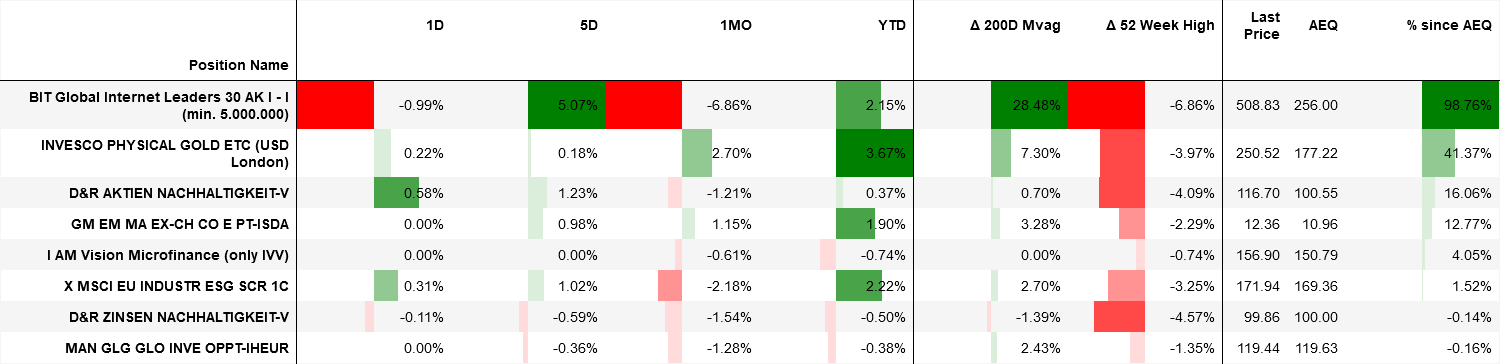 Position Name 1D 5D 1MO YTD Δ 200D Mvag Δ 52 Week High Last Price AEQ % since AEQ
BIT Global Internet Leaders 30 AK I - I (min. 5.000.000) -0.99% 5.07% -6.86% 2.15% 28.48% -6.86% 508.83 256.00 98.76%
INVESCO PHYSICAL GOLD ETC (USD London) 0.22% 0.18% 2.70% 3.67% 7.30% -3.97% 250.52 177.22 41.37%
D&R AKTIEN NACHHALTIGKEIT-V 0.58% 1.23% -1.21% 0.37% 0.70% -4.09% 116.70 100.55 16.06%
GM EM MA EX-CH CO E PT-ISDA 0.00% 0.98% 1.15% 1.90% 3.28% -2.29% 12.36 10.96 12.77%
I AM Vision Microfinance (only IVV) 0.00% 0.00% -0.61% -0.74% 0.00% -0.74% 156.90 150.79 4.05%
X MSCI EU INDUSTR ESG SCR 1C 0.31% 1.02% -2.18% 2.22% 2.70% -3.25% 171.94 169.36 1.52%
D&R ZINSEN NACHHALTIGKEIT-V -0.11% -0.59% -1.54% -0.50% -1.39% -4.57% 99.86 100.00 -0.14%
MAN GLG GLO INVE OPPT-IHEUR 0.00% -0.36% -1.28% -0.38% 2.43% -1.35% 119.44 119.63 -0.16%